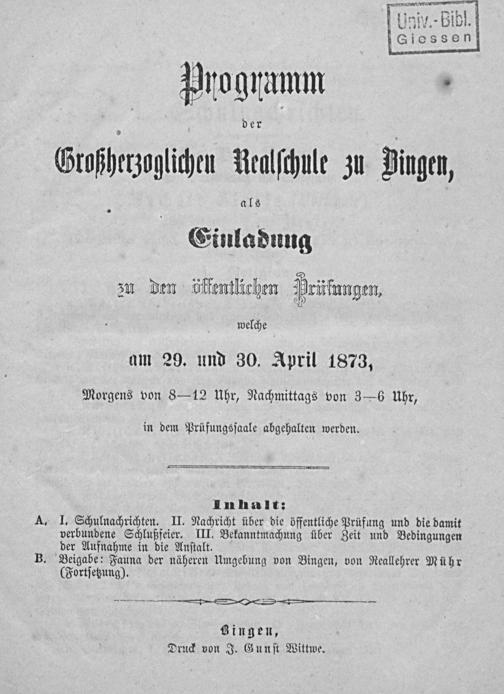 Univ.-Bibl.
Giessen
Programm
der
Großherzoglichen Realschule zu Bingen,
als
Einladung
zu den öffentlichen Prüfungen,
welche
am 29. und 30. April 1873,
Morgens von 8—12 Uhr, Nachmittags von 3—6 Uhr,
in dem Prüfungssaale abgehalten werden.
Inhalt:
A. I. Schulnachrichten. II. Nachricht über die öffentliche Prüfung und die damit
verbundene Schlußfeier. III. Bekanntmachung über Zeit und Bedingungen
der Aufnahme in die Anstalt.
B. Beigabe: Fauna der näheren Umgebung von Bingen, von Reallehrer Mühr
(Fortsetzung).
Bingen,
Druck von J. Gunst Wittwe.